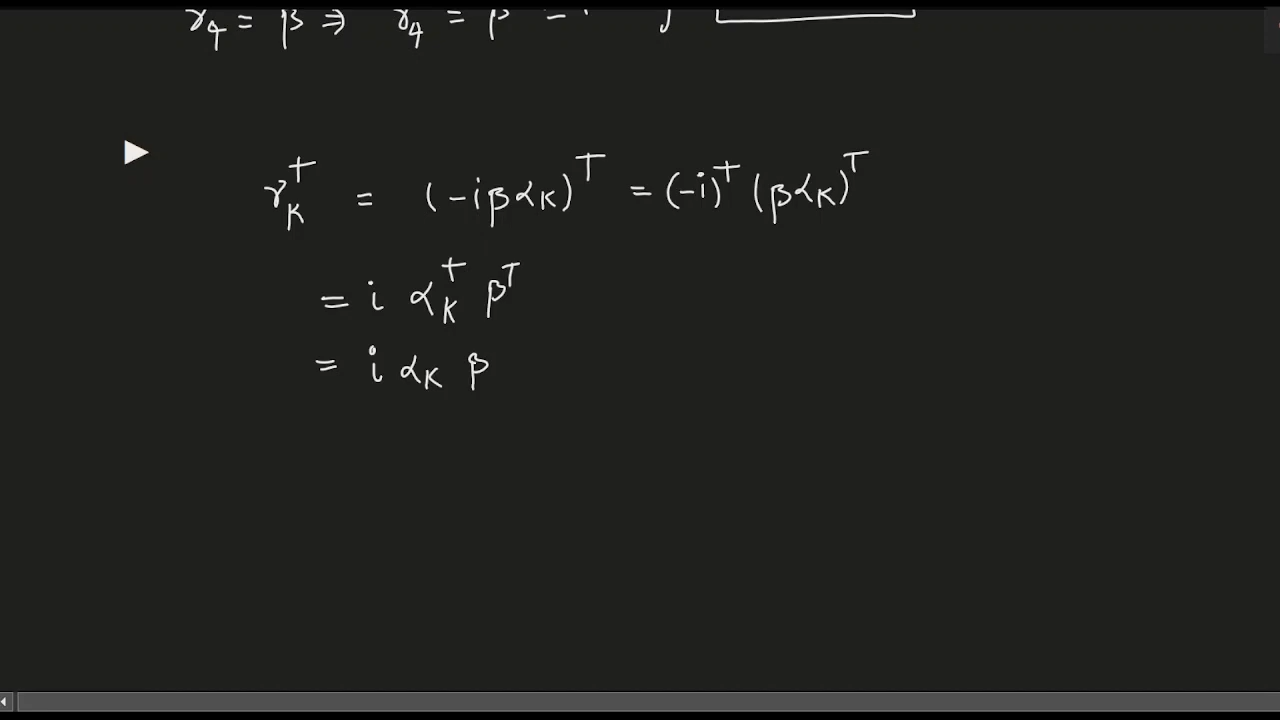 γ₄ = β ⇒ γ₄ = β =
γ_K† = (-iβα_K)† = (-i)† (βα_K)†
= i α_K† β†
= i α_K β